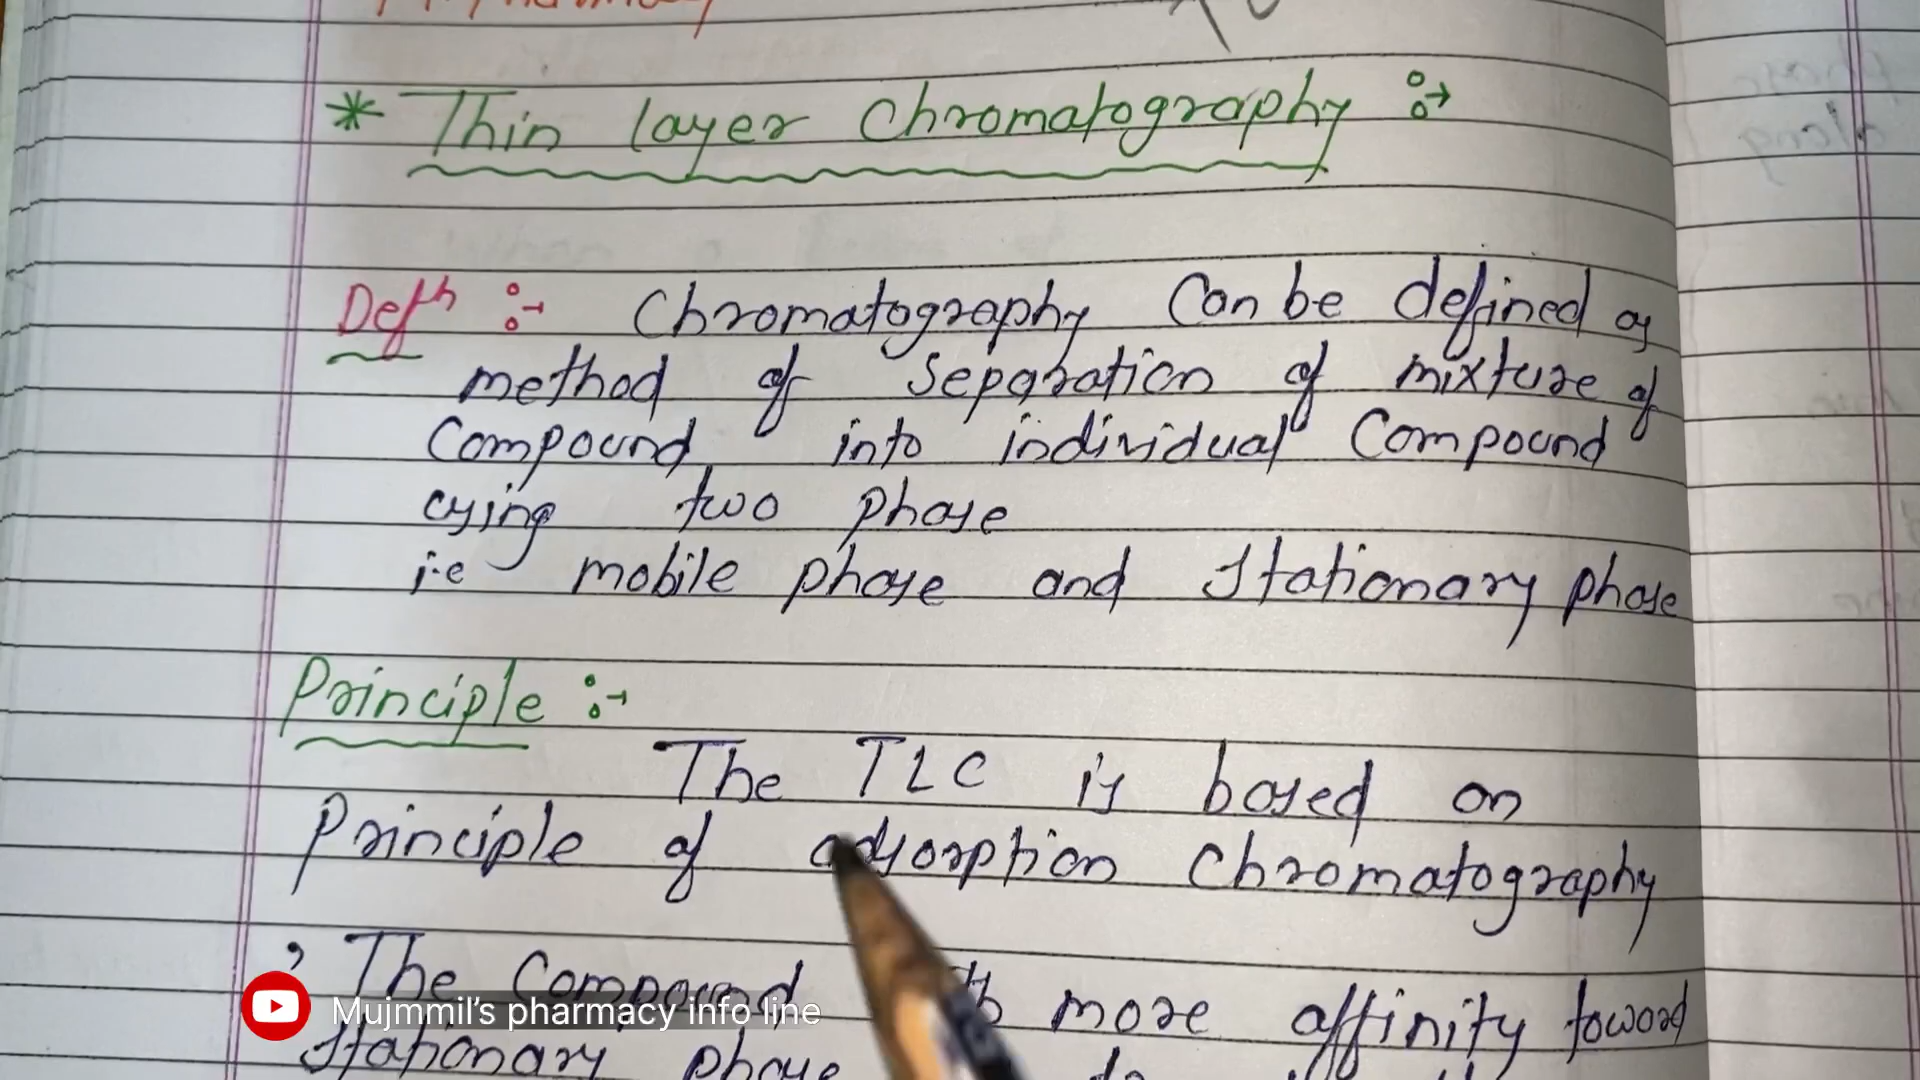 * Thin layer Chromatography :→
Defn :→ Chromatography Can be defined as
method of separation of mixture of
Compound into individual Compound
using two phase
i.e mobile phase and stationary phase
Principle :→
The TLC is based on
Principle of adsorption Chromatography
The Compound more affinity toward
Mujmmil's pharmacy info line
stationary phase